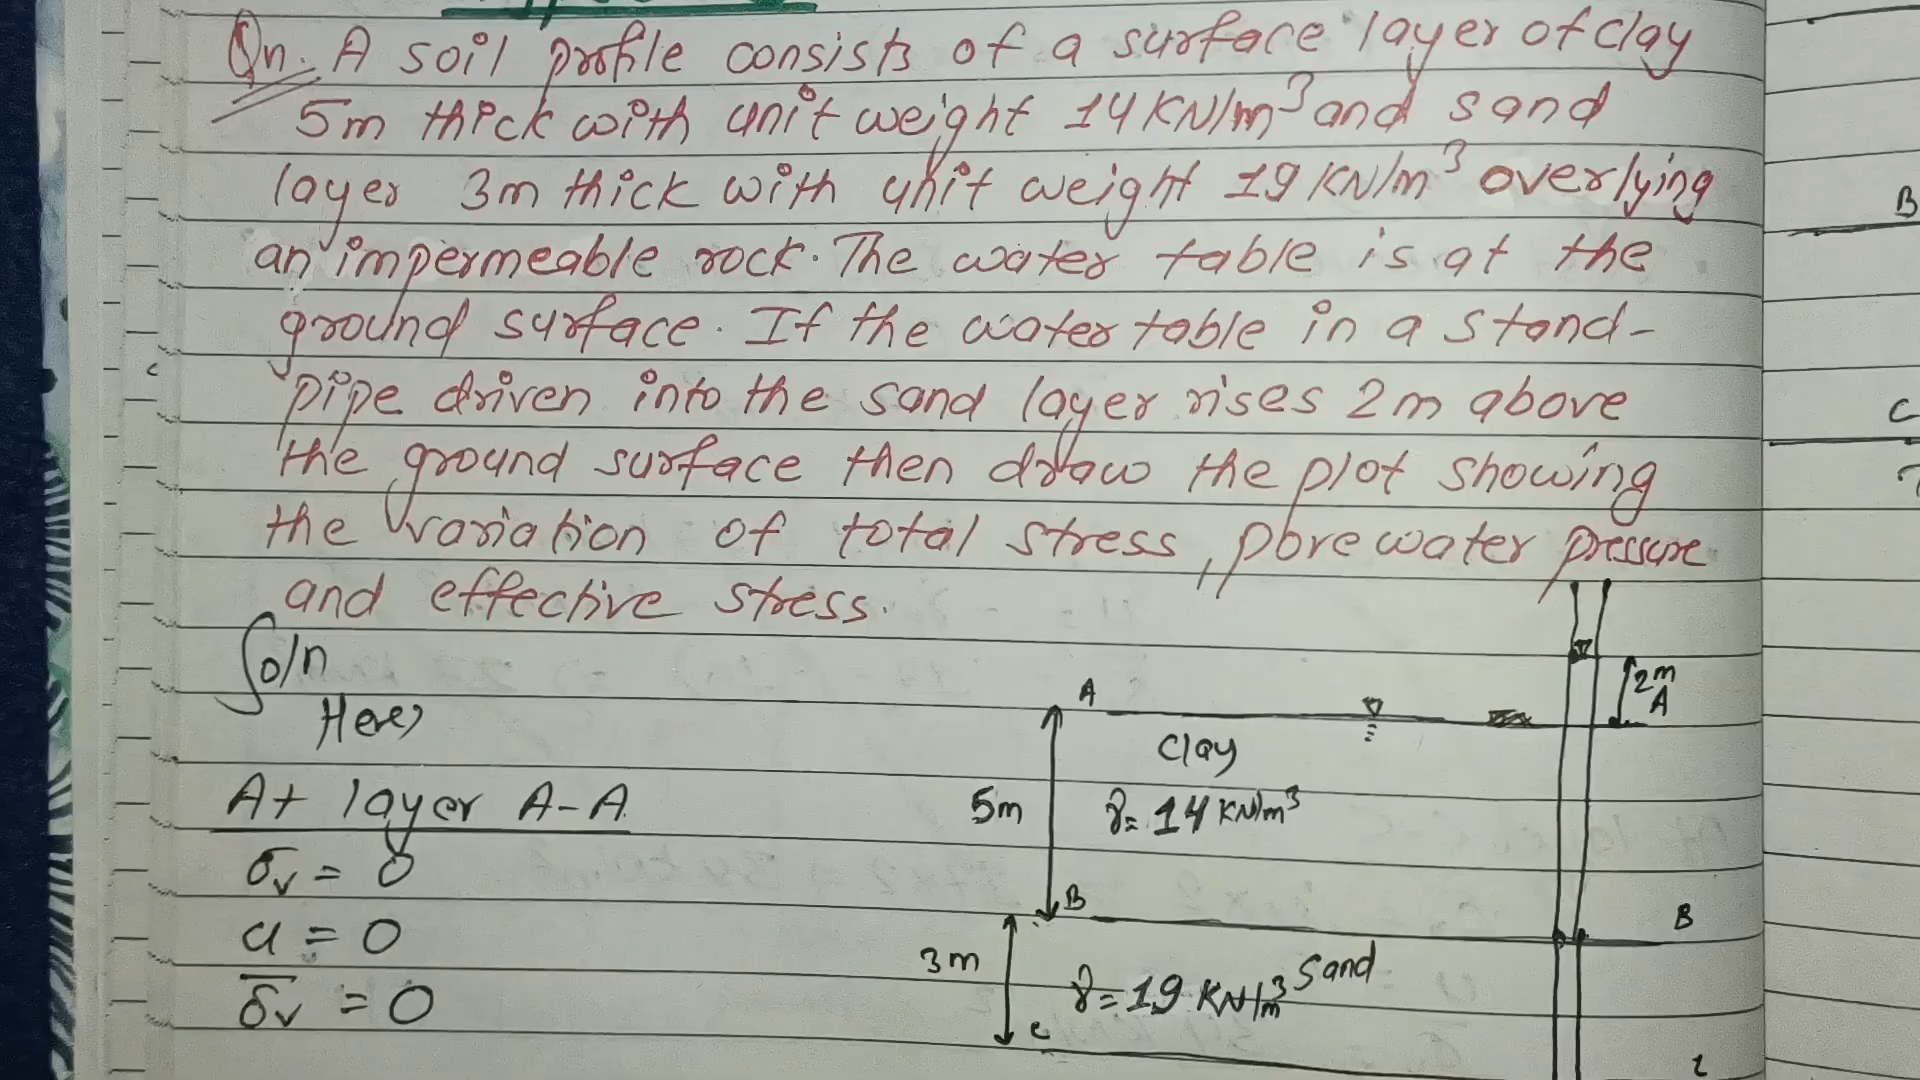 Qn. A soil profile consists of a surface layer of clay
5m thick with unit weight 14 KN/m³ and sand
layer 3m thick with unit weight 19 KN/m³ overlying
an impermeable rock. The water table is at the
ground surface. If the water table in a stand-
pipe driven into the sand layer rises 2m above
the ground surface then draw the plot showing
the variation of total stress, pore water pressure
and effective stress.
Soln
Here,
At layer A-A
σv = 0
u = 0
σ̅v = 0
A
2m
A
Clay
5m
γ = 14 KN/m³
B
B
3m
Sand
γ = 19 KN/m³
C
B
C